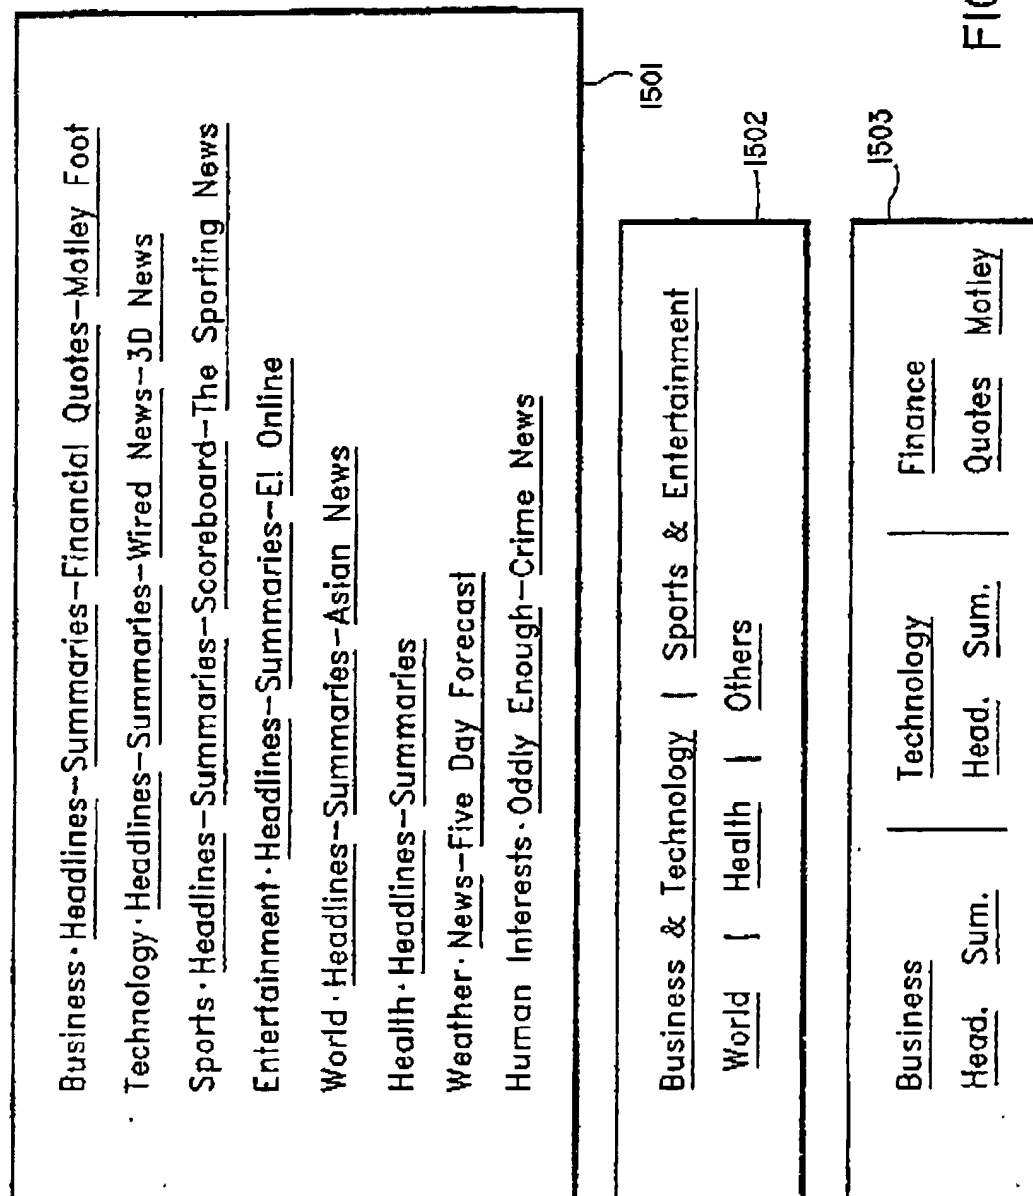 Business · Headlines–Summaries–Financial Quotes–Motley Foot
Technology · Headlines–Summaries–Wired News–3D News
Sports · Headlines–Summaries–Scoreboard–The Sporting News
Entertainment · Headlines–Summaries–E! Online
World · Headlines–Summaries–Asian News
Health · Headlines–Summaries
Weather · News–Five Day Forecast
Human Interests · Oddly Enough–Crime News
1501
Business & Technology | Sports & Entertainment
World | Health | Others
1502
Business | Technology | Finance
Head. Sum. Head. Sum. Quotes Motley
1503